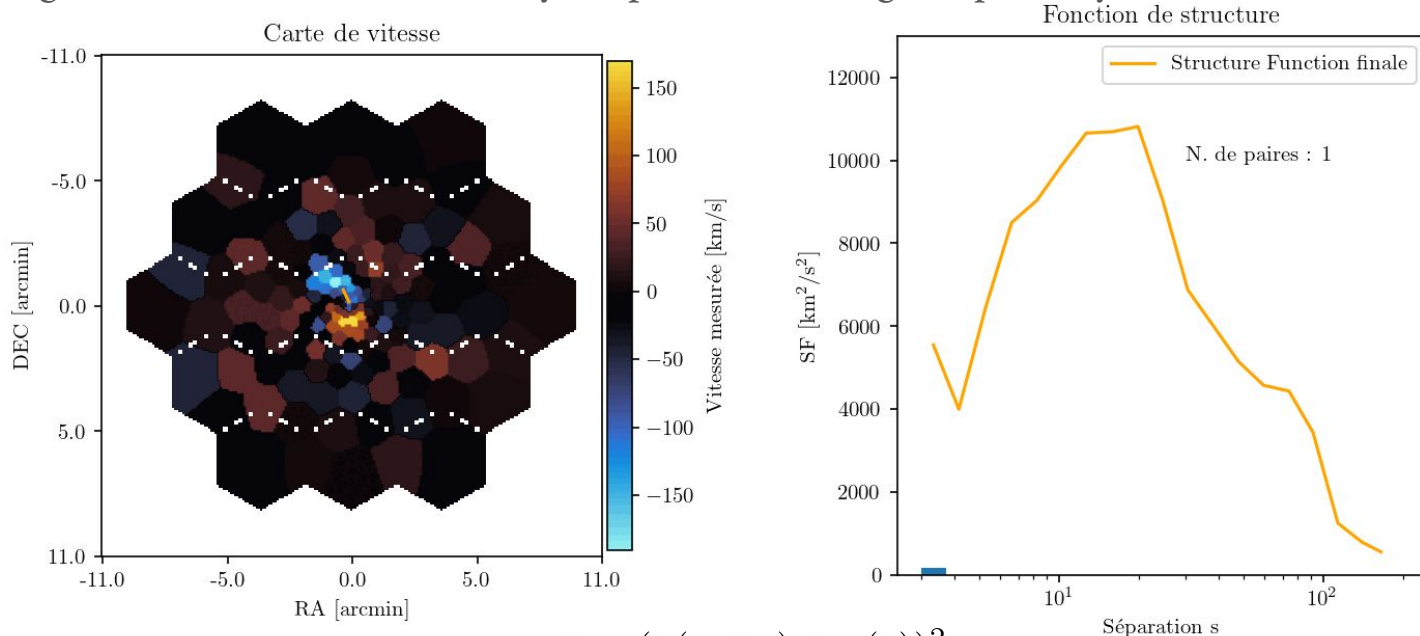 Carte de vitesse
-11.0
-5.0
0.0
5.0
11.0
DEC [arcmin]
-11.0 -5.0 0.0 5.0 11.0
RA [arcmin]
150
100
50
0
−50
−100
−150
Vitesse mesurée [km/s]
Fonction de structure
Structure Function finale
N. de paires : 1
12000
10000
8000
6000
4000
2000
0
SF [km²/s²]
10¹ 10²
Séparation s